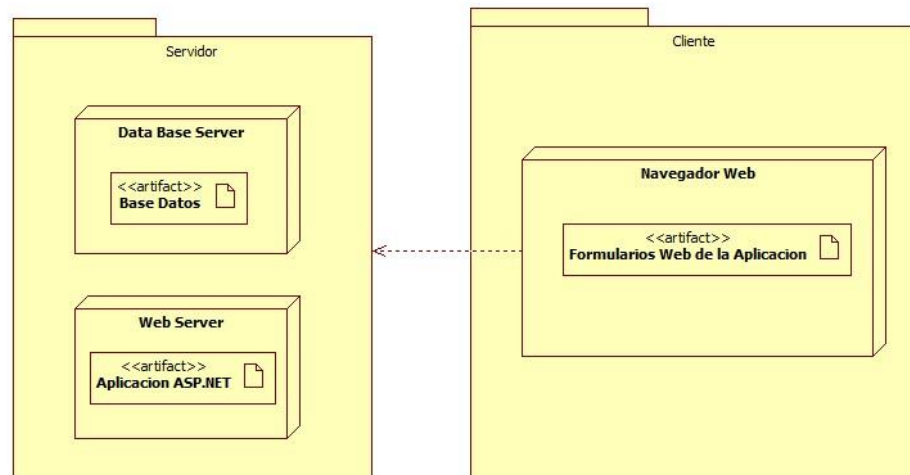 Servidor
Data Base Server
<<artifact>>
Base Datos
Web Server
<<artifact>>
Aplicacion ASP.NET
Cliente
Navegador Web
<<artifact>>
Formularios Web de la Aplicacion